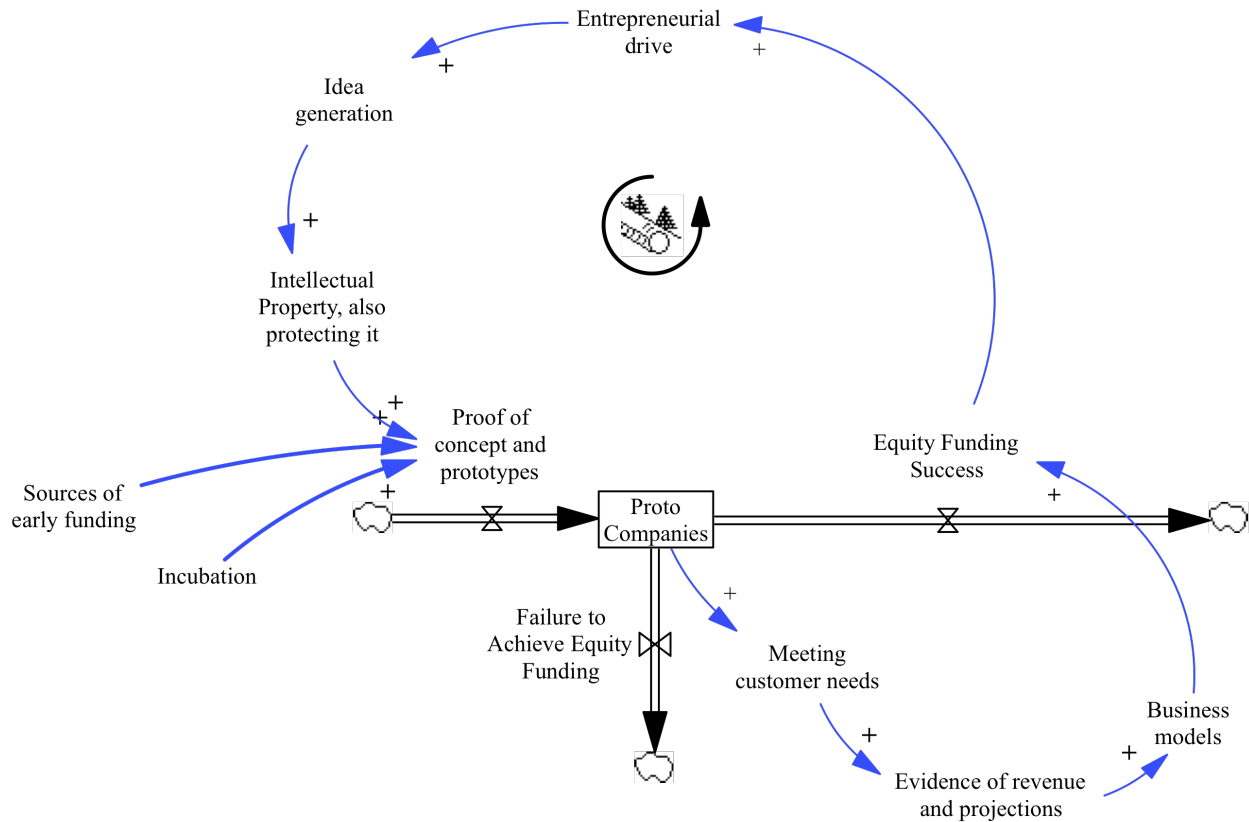 Entrepreneurial
drive
+
+
Idea
generation
+
Intellectual
Property, also
protecting it
+
+
Proof of
concept and
prototypes
Equity Funding
Success
Sources of
early funding
+
+
Proto
Companies
Incubation
+
Failure to
Achieve Equity
Funding
Meeting
customer needs
+
Business
models
+
Evidence of revenue
and projections